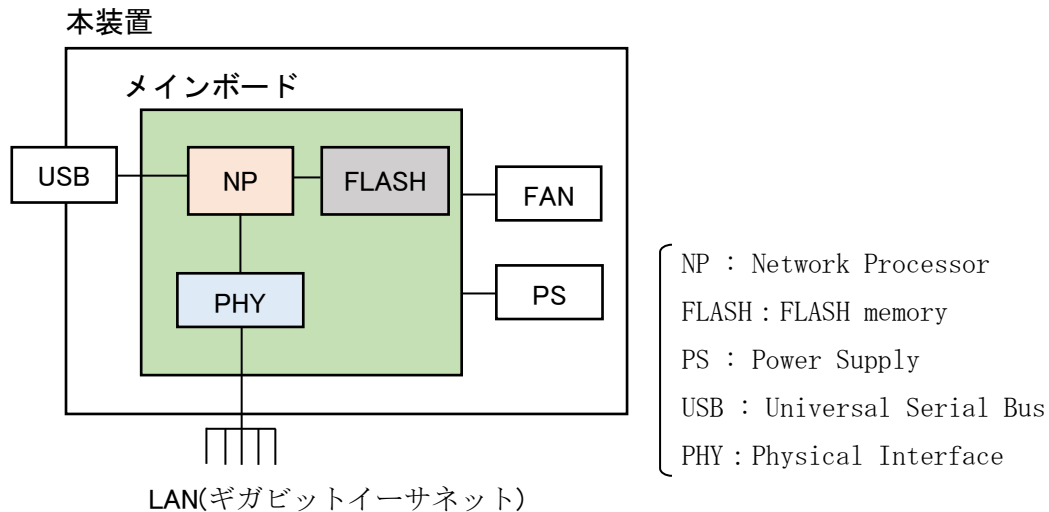 本装置
メインボード
USB
NP
FLASH
FAN
PHY
PS
NP : Network Processor
FLASH : FLASH memory
PS : Power Supply
USB : Universal Serial Bus
PHY : Physical Interface
LAN(ギガビットイーサネット)